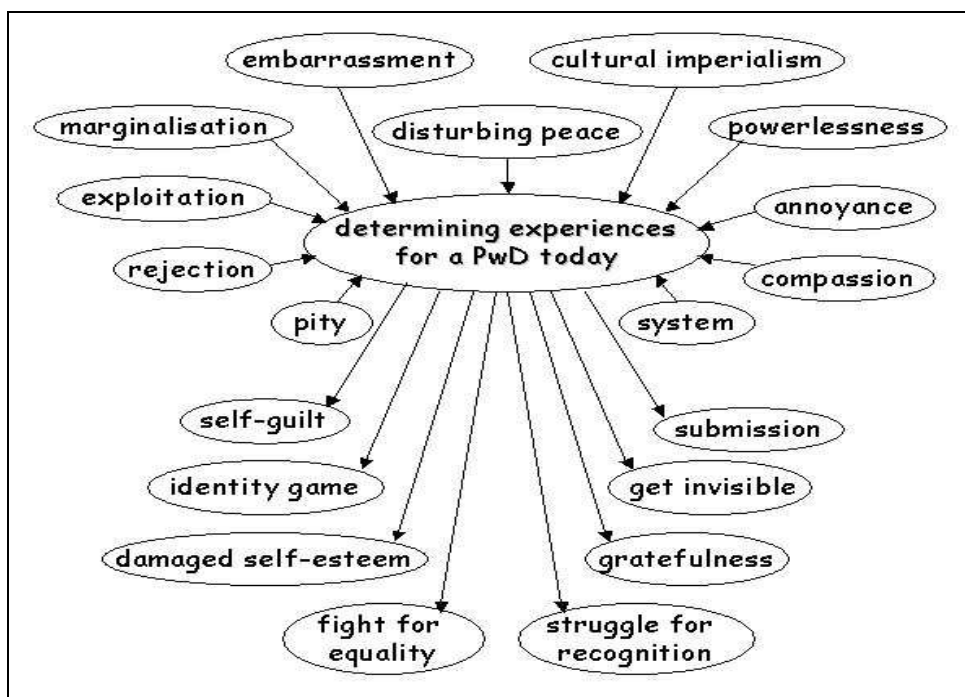 embarrassment
cultural imperialism
marginalisation
disturbing peace
powerlessness
exploitation
annoyance
determining experiences
for a PwD today
rejection
compassion
pity
system
self-guilt
submission
identity game
get invisible
damaged self-esteem
gratefulness
fight for
equality
struggle for
recognition